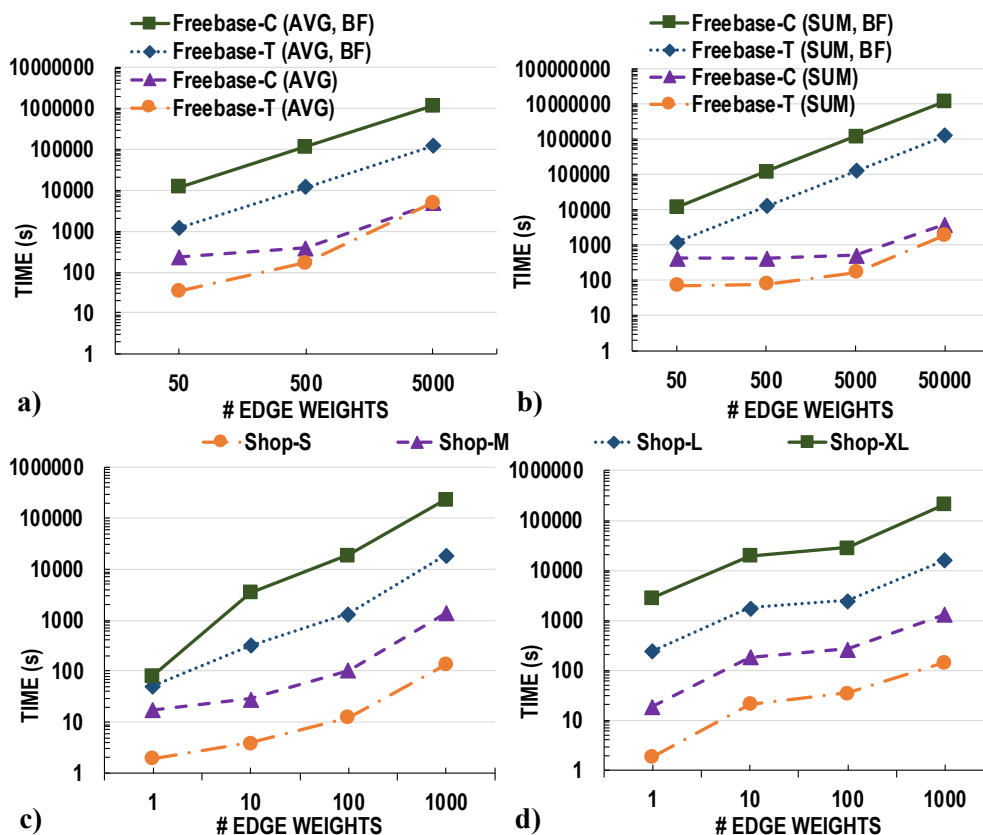 Freebase-C (AVG, BF)
Freebase-T (AVG, BF)
Freebase-C (AVG)
Freebase-T (AVG)
10000000
1000000
100000
10000
1000
100
10
1
TIME (s)
50 500 5000
# EDGE WEIGHTS
a)
Freebase-C (SUM, BF)
Freebase-T (SUM, BF)
Freebase-C (SUM)
Freebase-T (SUM)
100000000
10000000
1000000
100000
10000
1000
100
10
1
TIME (s)
50 500 5000 50000
# EDGE WEIGHTS
b)
Shop-S Shop-M Shop-L Shop-XL
1000000
100000
10000
1000
100
10
1
TIME (s)
1 10 100 1000
# EDGE WEIGHTS
c)
1000000
100000
10000
1000
100
10
1
TIME (s)
1 10 100 1000
# EDGE WEIGHTS
d)